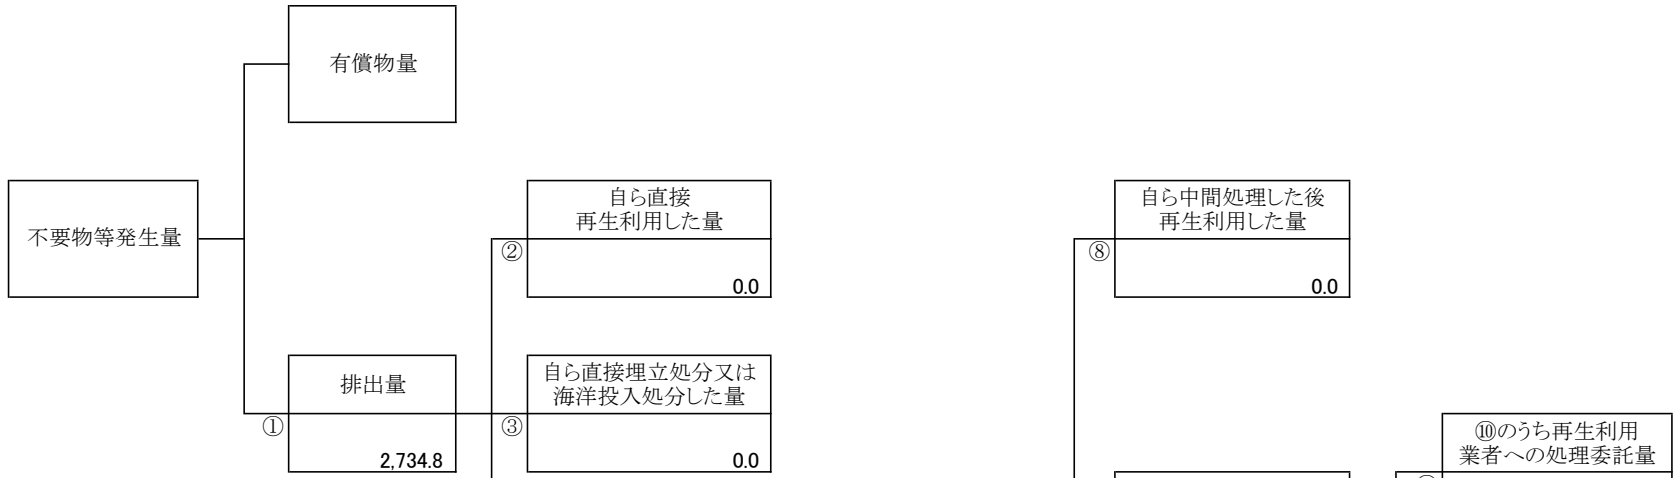 有償物量
不要物等発生量
自ら直接
再生利用した量
②
0.0
自ら中間処理した後
再生利用した量
⑧
0.0
排出量
①
2,734.8
自ら直接埋立処分又は
海洋投入処分した量
③
0.0
⑩のうち再生利用
業者への処理委託量